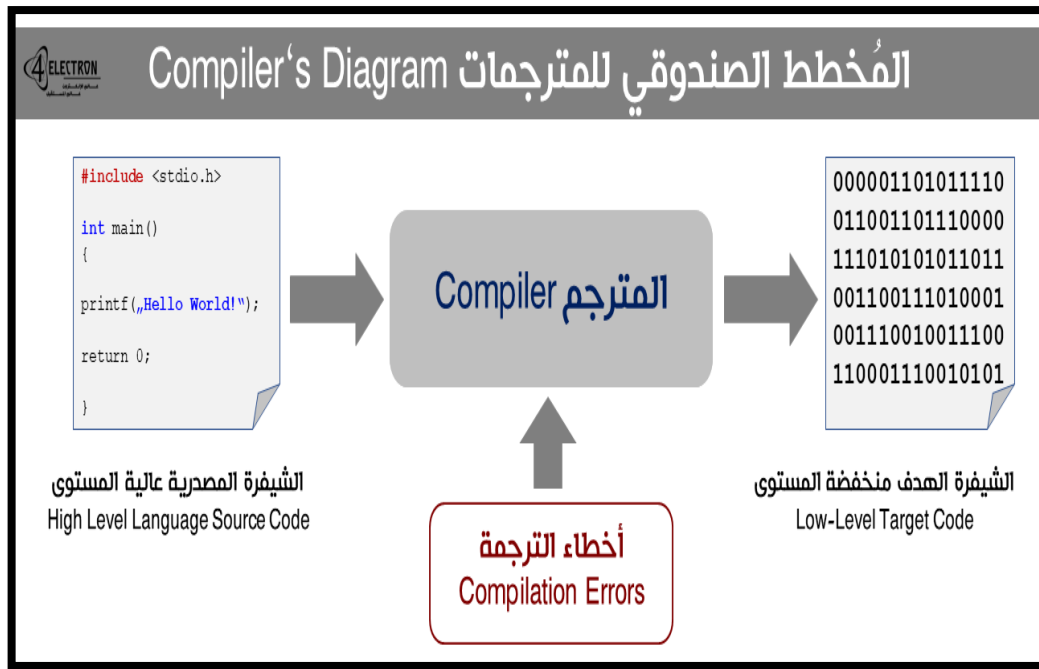 4 ELECTRON
المُخطط الصندوقي للمترجمات Compiler‘s Diagram
#include <stdio.h>
int main()
{
printf(„Hello World!“);
return 0;
}
المترجم Compiler
000001101011110
011001101110000
111010101011011
001100111010001
001110010011100
110001110010101
الشيفرة المصدرية عالية المستوى
High Level Language Source Code
الشيفرة الهدف منخفضة المستوى
Low-Level Target Code
أخطاء الترجمة
Compilation Errors